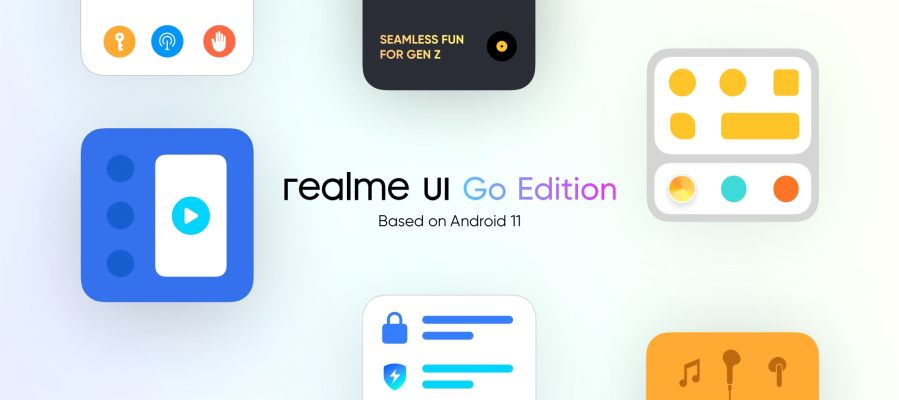 SEAMLESS FUN
FOR GEN Z
realme UI Go Edition
Based on Android 11